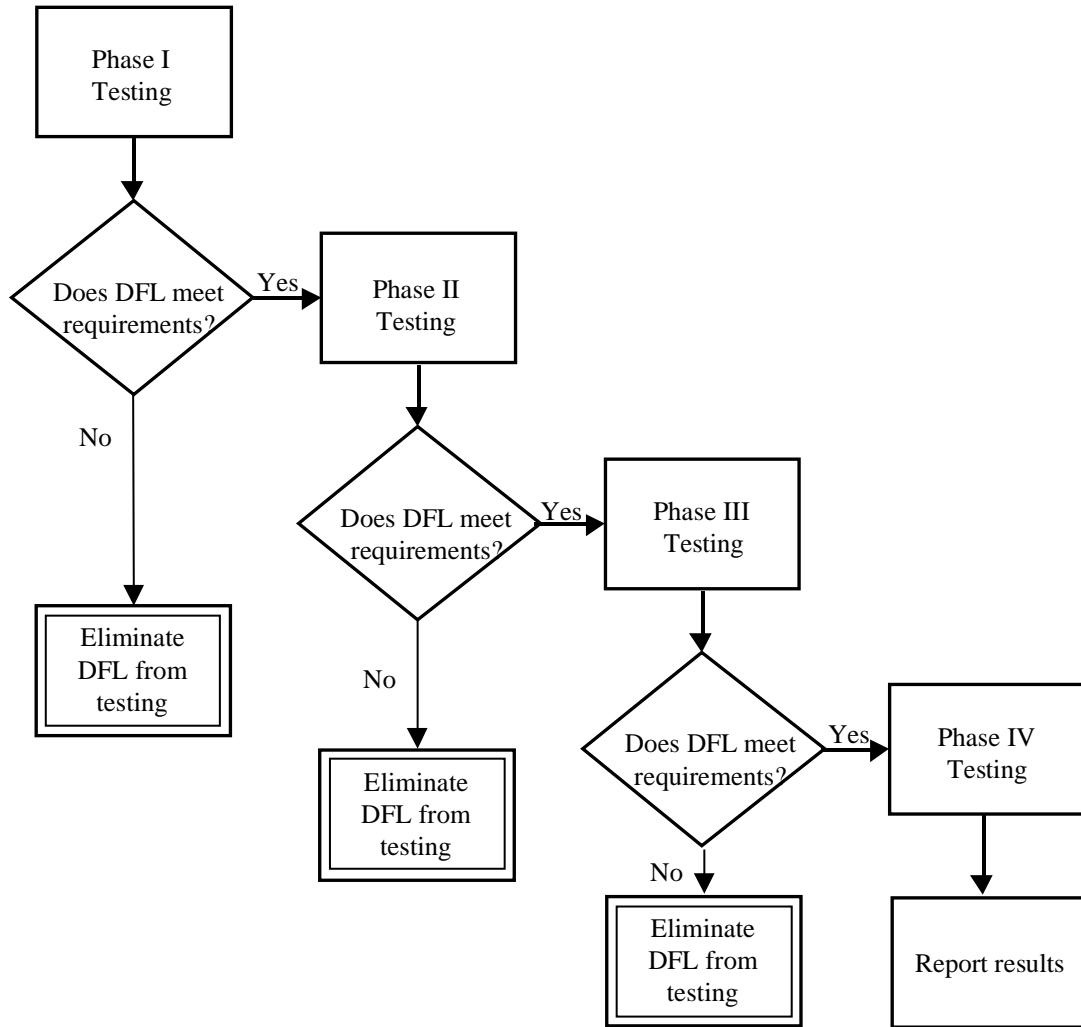 Phase I
Testing
Does DFL meet
requirements?
Yes
Phase II
Testing
No
Eliminate
DFL from
testing
Does DFL meet
requirements?
Yes
Phase III
Testing
No
Eliminate
DFL from
testing
Does DFL meet
requirements?
Yes
Phase IV
Testing
No
Eliminate
DFL from
testing
Report results